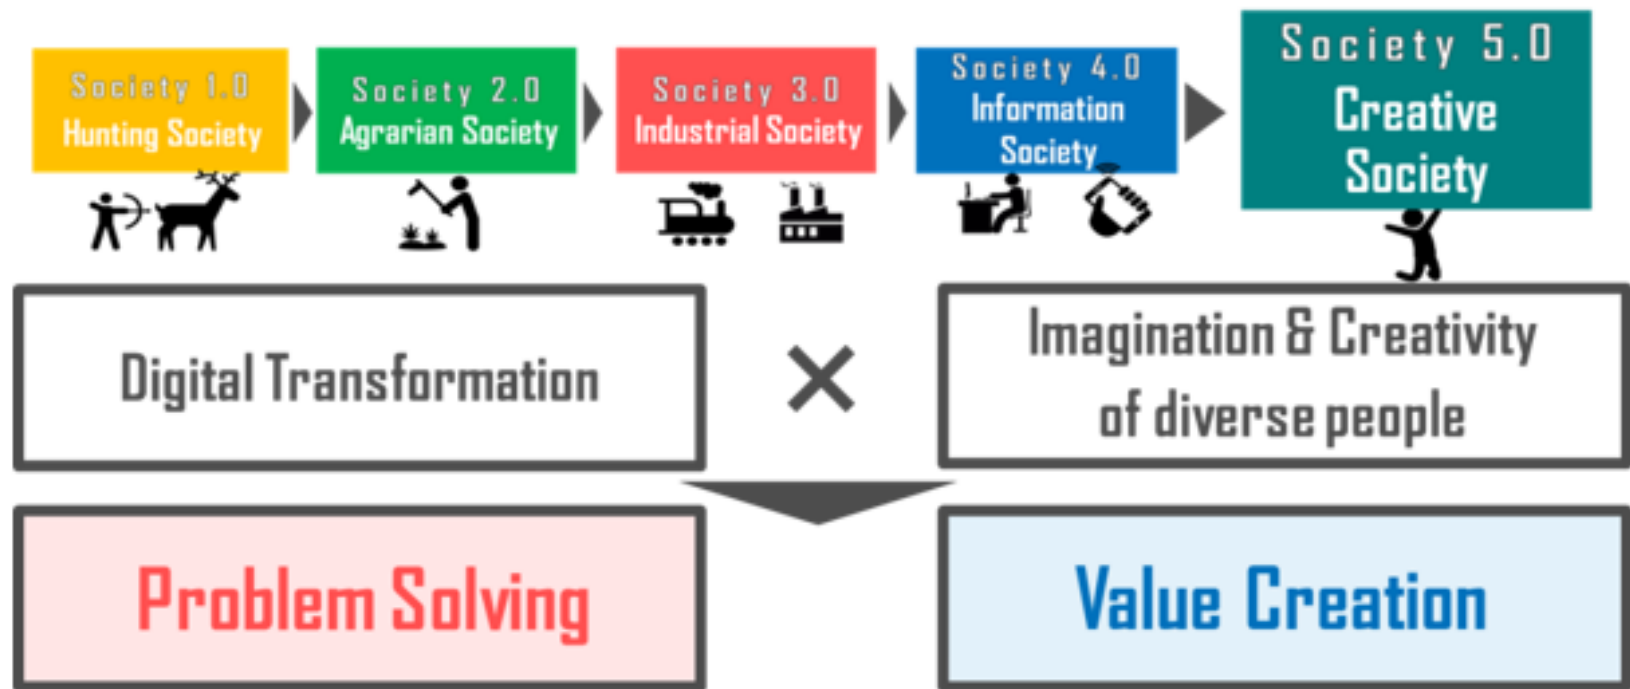 Society 1.0
Hunting Society
Society 2.0
Agrarian Society
Society 3.0
Industrial Society
Society 4.0
Information
Society
Society 5.0
Creative
Society
Digital Transformation
×
Imagination & Creativity
of diverse people
Problem Solving
Value Creation